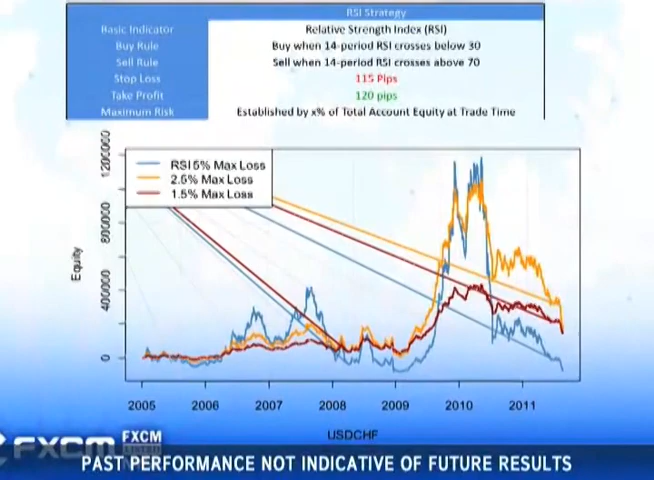 RSI Strategy
Basic Indicator Relative Strength Index (RSI)
Buy Rule Buy when 14-period RSI crosses below 30
Sell Rule Sell when 14-period RSI crosses above 70
Stop Loss 115 Pips
Take Profit 120 pips
Maximum Risk Established by x% of Total Account Equity at Trade Time
RSI 5% Max Loss
2.5% Max Loss
1.5% Max Loss
Equity
1200000
800000
400000
0
2005 2006 2007 2008 2009 2010 2011
USDCHF
FXCM FXCM
LISTED
PAST PERFORMANCE NOT INDICATIVE OF FUTURE RESULTS